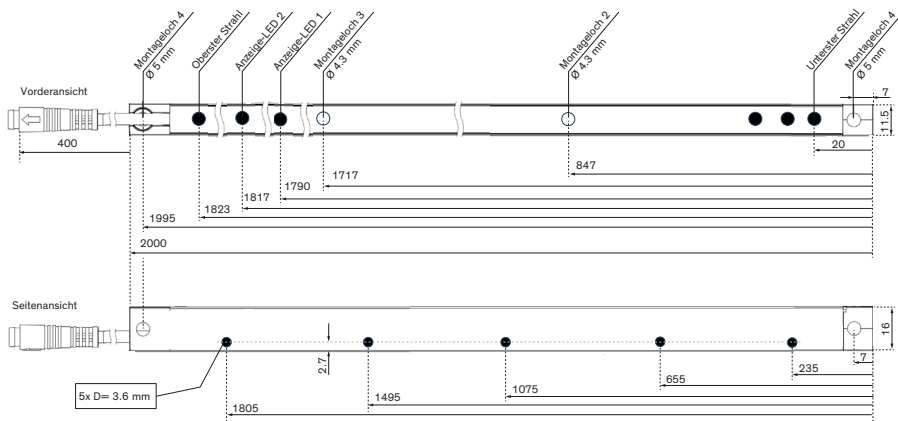 Montageloch 4
Ø 5 mm
Oberster Strahl
Anzeige-LED 2
Anzeige-LED 1
Montageloch 3
Ø 4.3 mm
Montageloch 2
Ø 4.3 mm
Unterster Strahl
Montageloch 4
Ø 5 mm
Vorderansicht
7
11.5
400
20
847
1717
1790
1817
1823
1995
2000
Seitenansicht
16
2.7
7
235
655
5x D= 3.6 mm
1075
1495
1805